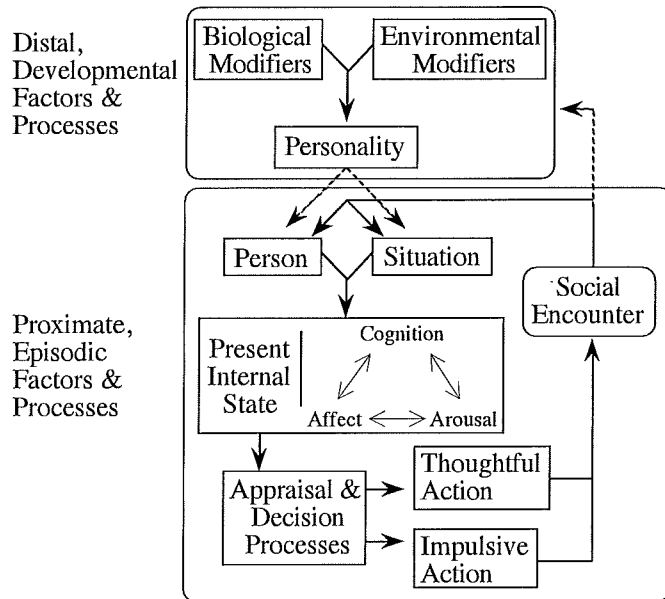 Distal,
Developmental
Factors &
Processes
Biological
Modifiers
Environmental
Modifiers
Personality
Proximate,
Episodic
Factors &
Processes
Person
Situation
Social
Encounter
Present
Internal
State
Cognition
Affect
Arousal
Appraisal &
Decision
Processes
Thoughtful
Action
Impulsive
Action